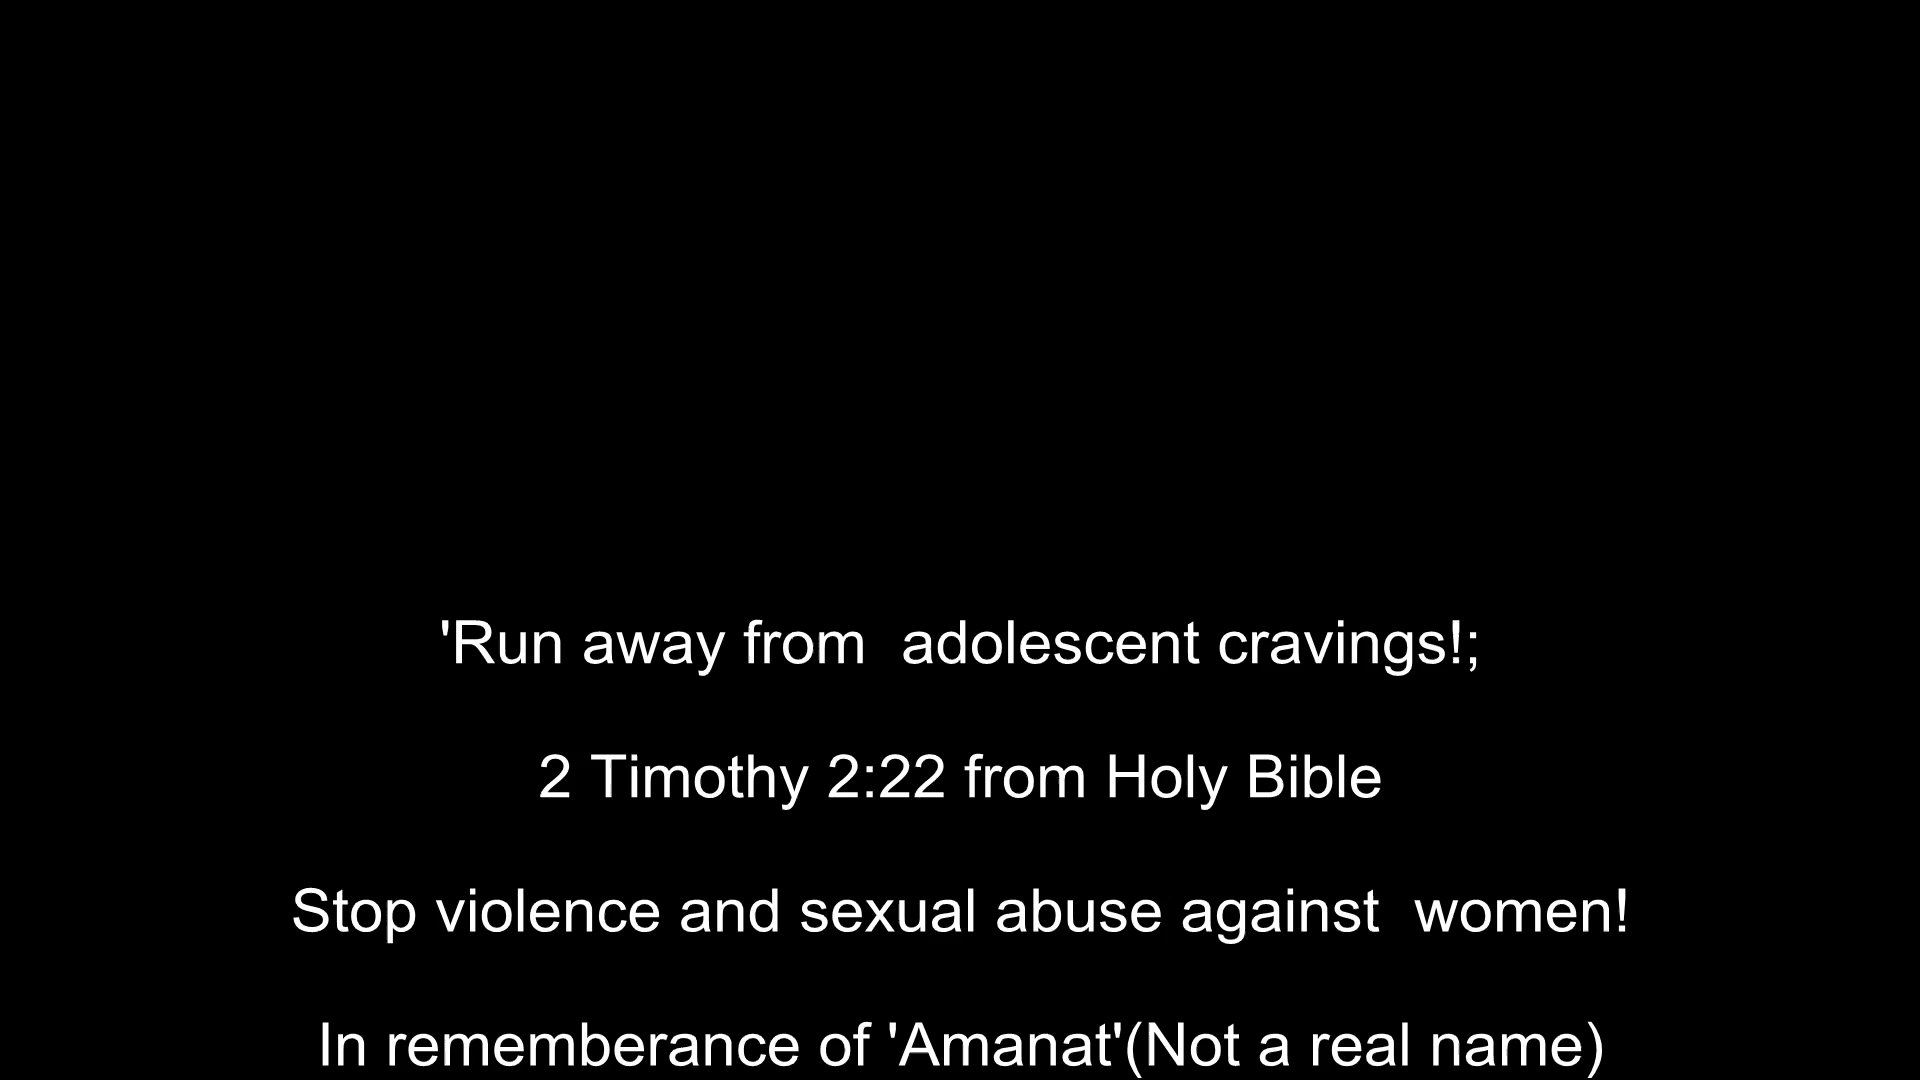 'Run away from  adolescent cravings!;
2 Timothy 2:22 from Holy Bible
Stop violence and sexual abuse against  women!
In rememberance of 'Amanat'(Not a real name)